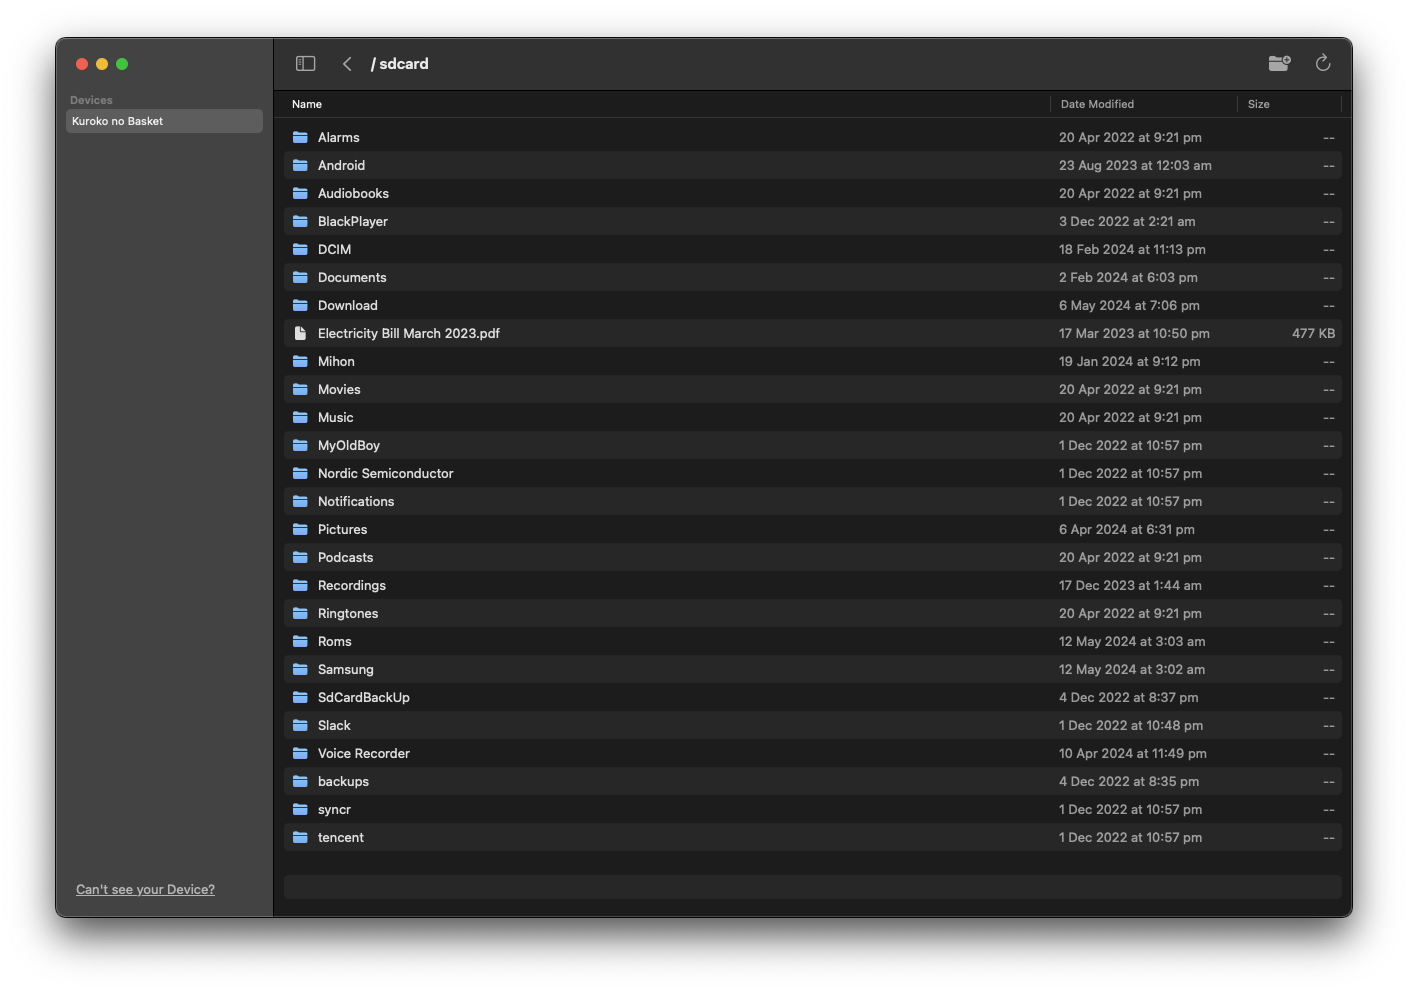 / sdcard
Devices
Kuroko no Basket
Name Date Modified Size
Alarms 20 Apr 2022 at 9:21 pm --
Android 23 Aug 2023 at 12:03 am --
Audiobooks 20 Apr 2022 at 9:21 pm --
BlackPlayer 3 Dec 2022 at 2:21 am --
DCIM 18 Feb 2024 at 11:13 pm --
Documents 2 Feb 2024 at 6:03 pm --
Download 6 May 2024 at 7:06 pm --
Electricity Bill March 2023.pdf 17 Mar 2023 at 10:50 pm 477 KB
Mihon 19 Jan 2024 at 9:12 pm --
Movies 20 Apr 2022 at 9:21 pm --
Music 20 Apr 2022 at 9:21 pm --
MyOldBoy 1 Dec 2022 at 10:57 pm --
Nordic Semiconductor 1 Dec 2022 at 10:57 pm --
Notifications 1 Dec 2022 at 10:57 pm --
Pictures 6 Apr 2024 at 6:31 pm --
Podcasts 20 Apr 2022 at 9:21 pm --
Recordings 17 Dec 2023 at 1:44 am --
Ringtones 20 Apr 2022 at 9:21 pm --
Roms 12 May 2024 at 3:03 am --
Samsung 12 May 2024 at 3:02 am --
SdCardBackUp 4 Dec 2022 at 8:37 pm --
Slack 1 Dec 2022 at 10:48 pm --
Voice Recorder 10 Apr 2024 at 11:49 pm --
backups 4 Dec 2022 at 8:35 pm --
syncr 1 Dec 2022 at 10:57 pm --
tencent 1 Dec 2022 at 10:57 pm --
Can't see your Device?